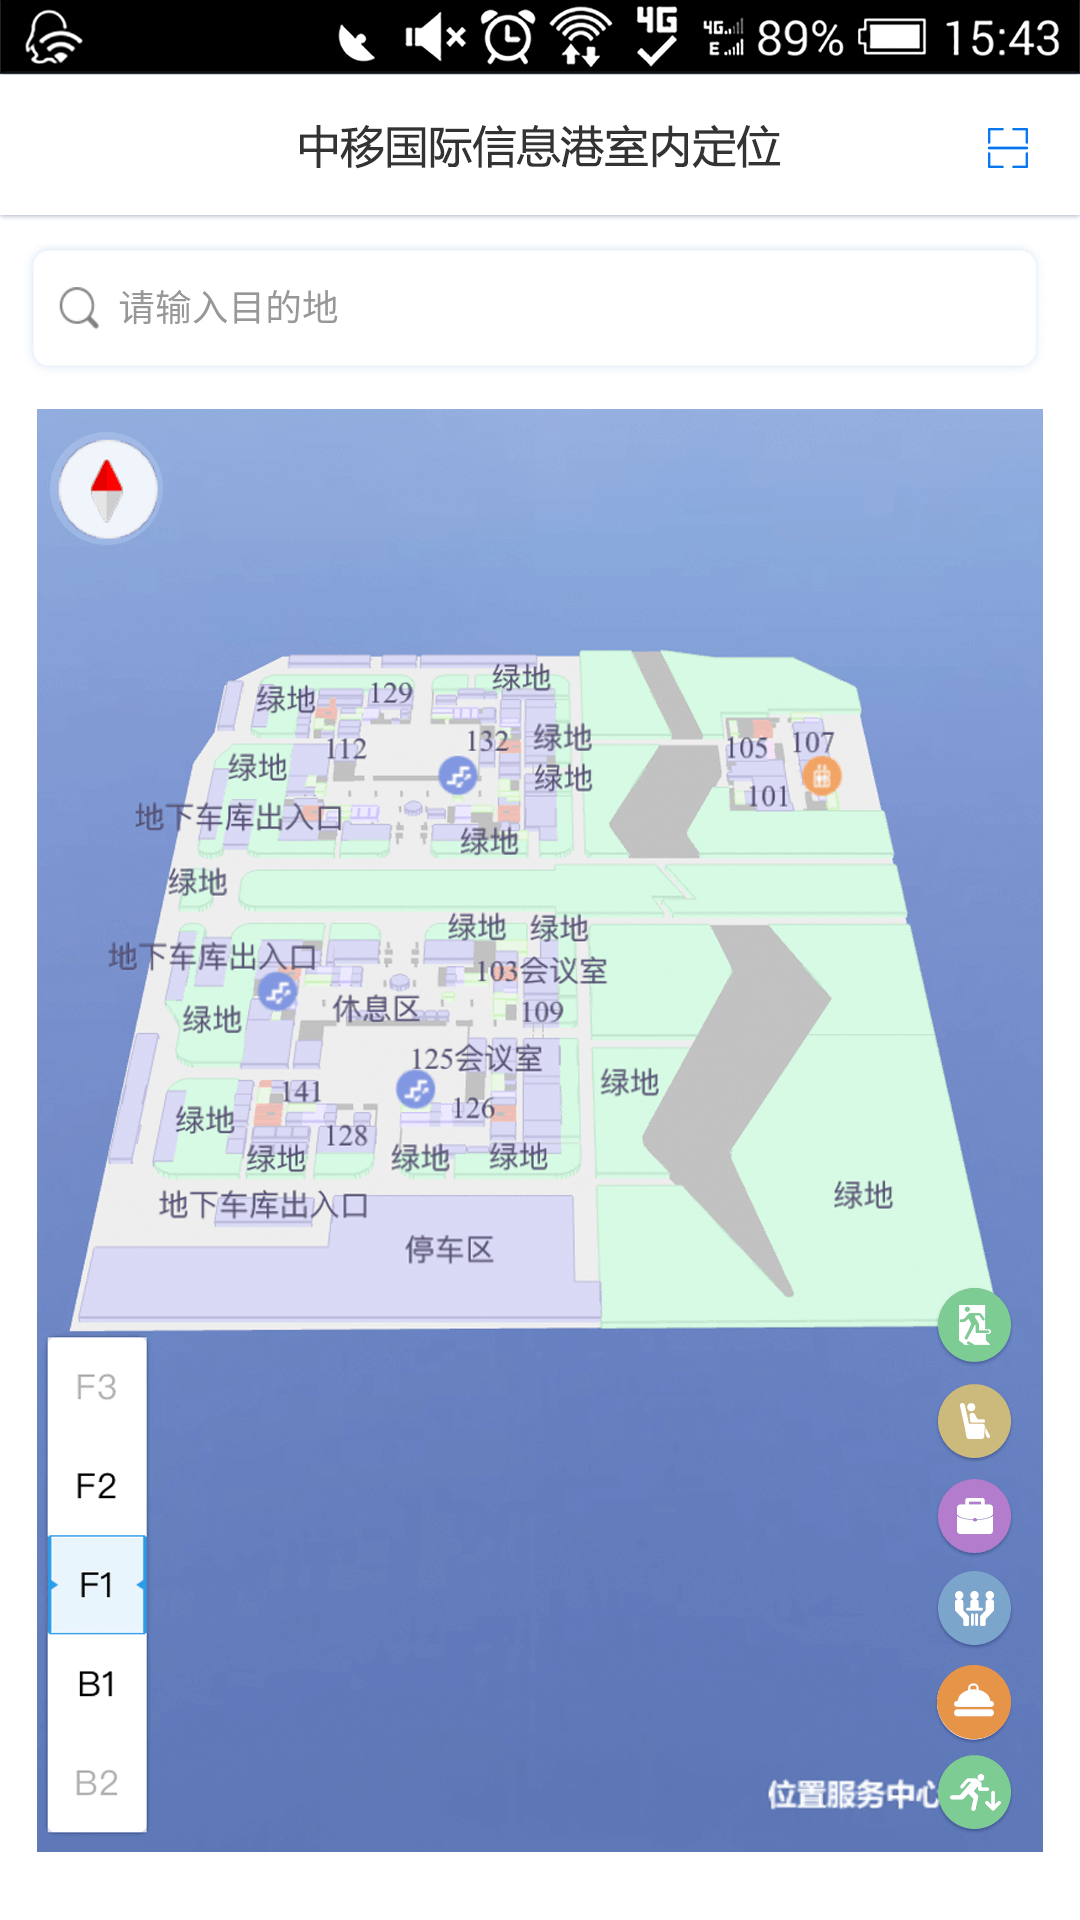 4G 4G E 89% 15:43
中移国际信息港室内定位
请输入目的地
绿地 129 绿地
112 132 绿地 105 107
绿地 绿地 101
地下车库出入口 绿地
绿地
绿地 绿地
地下车库出入口 103会议室
绿地 休息区 109
125会议室
141 126 绿地
绿地 128
绿地 绿地 绿地
地下车库出入口 绿地
停车区
F3
F2
F1
B1
B2
位置服务中心